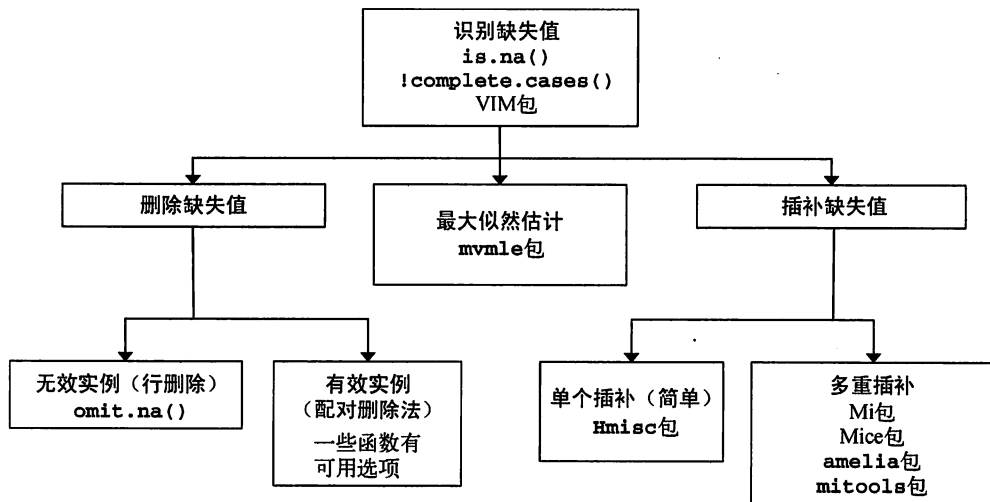 识别缺失值
is.na()
!complete.cases()
VIM包
删除缺失值
最大似然估计
mvmle包
插补缺失值
无效实例（行删除）
omit.na()
有效实例
（配对删除法）
一些函数有
可用选项
单个插补（简单）
Hmisc包
多重插补
Mi包
Mice包
amelia包
mitools包